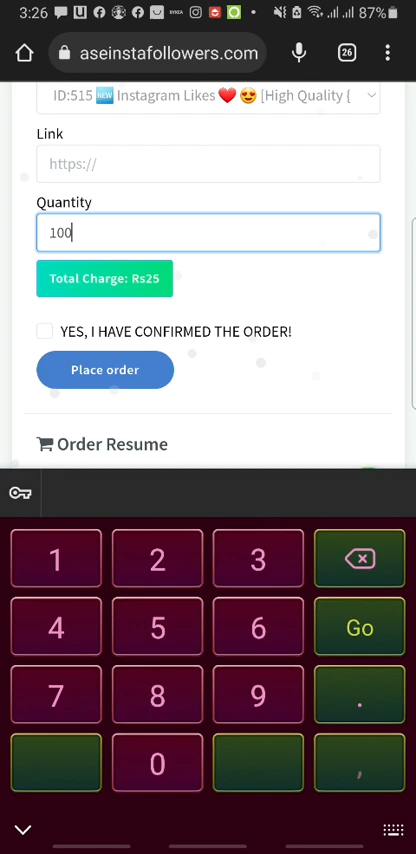 3:26 87%
aseinstafollowers.com 26
ID:515 🆕 Instagram Likes ❤️ 😍 [High Quality {
Link
https://
Quantity
100
Total Charge: Rs25
YES, I HAVE CONFIRMED THE ORDER!
Place order
Order Resume
1 2 3
4 5 6 Go
7 8 9 .
0 ,